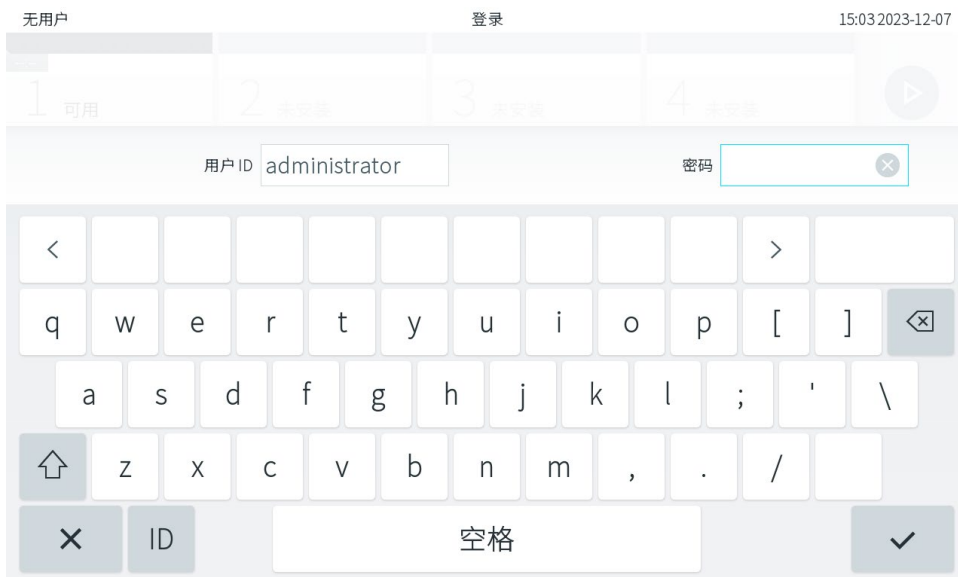 无用户 登录 15:03 2023-12-07
1 可用 2 未安装 3 未安装 4 未安装
用户 ID administrator 密码
< >
q w e r t y u i o p [ ]
a s d f g h j k l ; ' \
z x c v b n m , . /
ID 空格